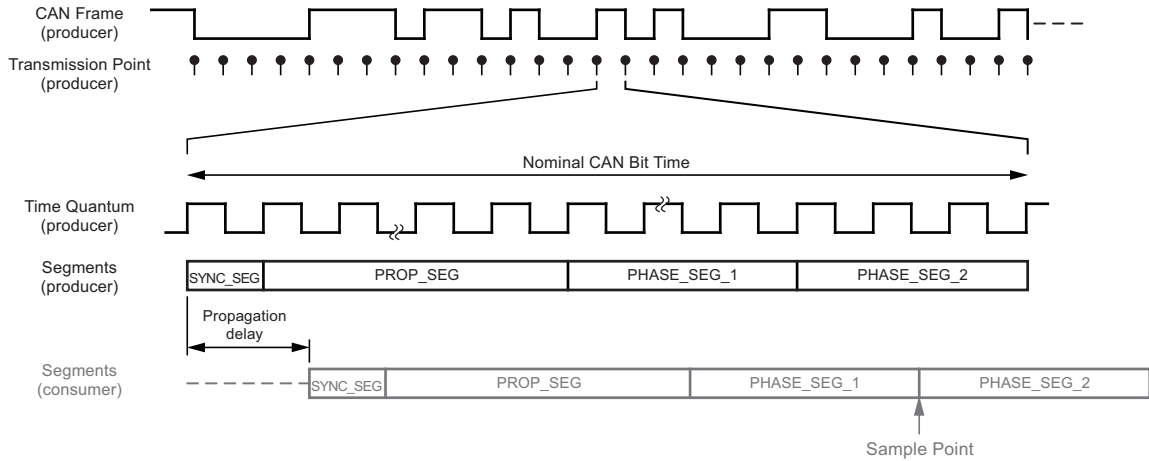 CAN Frame
(producer)
Transmission Point
(producer)
Nominal CAN Bit Time
Time Quantum
(producer)
Segments
(producer)
SYNC_SEG
PROP_SEG
PHASE_SEG_1
PHASE_SEG_2
Propagation
delay
Segments
(consumer)
SYNC_SEG
PROP_SEG
PHASE_SEG_1
PHASE_SEG_2
Sample Point